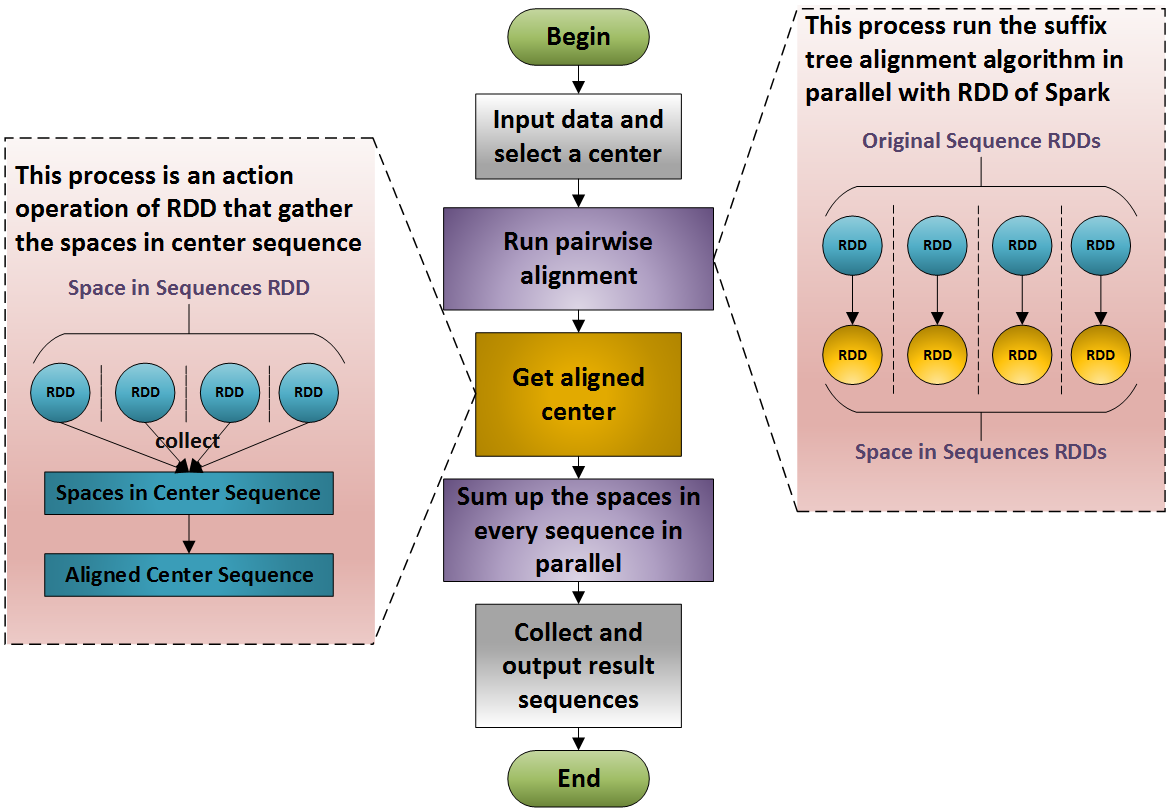 Begin
Input data and
select a center
Run pairwise
alignment
Get aligned
center
Sum up the spaces in
every sequence in
parallel
Collect and
output result
sequences
End
This process is an action
operation of RDD that gather
the spaces in center sequence
Space in Sequences RDD
RDD
RDD
RDD
RDD
collect
Spaces in Center Sequence
Aligned Center Sequence
This process run the suffix
tree alignment algorithm in
parallel with RDD of Spark
Original Sequence RDDs
RDD
RDD
RDD
RDD
RDD
RDD
RDD
RDD
Space in Sequences RDDs